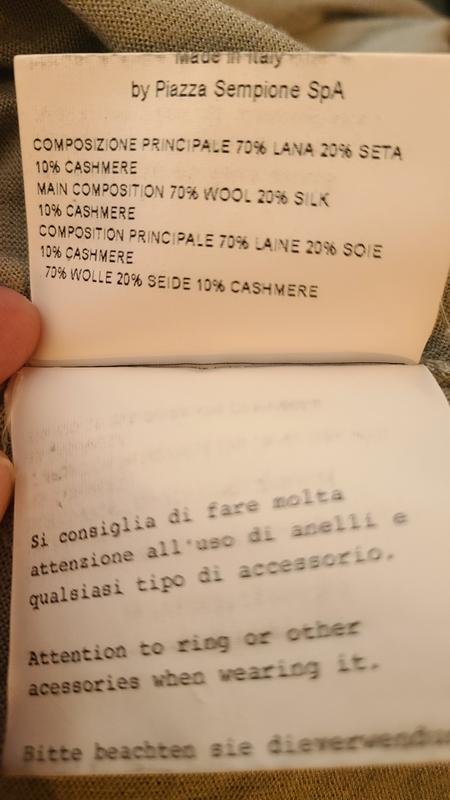 Made in Italy
by Piazza Sempione SpA
COMPOSIZIONE PRINCIPALE 70% LANA 20% SETA
10% CASHMERE
MAIN COMPOSITION 70% WOOL 20% SILK
10% CASHMERE
COMPOSITION PRINCIPALE 70% LAINE 20% SOIE
10% CASHMERE
70% WOLLE 20% SEIDE 10% CASHMERE
Si consiglia di fare molta
attenzione all'uso di anelli e
qualsiasi tipo di accessorio.
Attention to ring or other
acessories when wearing it.
Bitte beachten sie